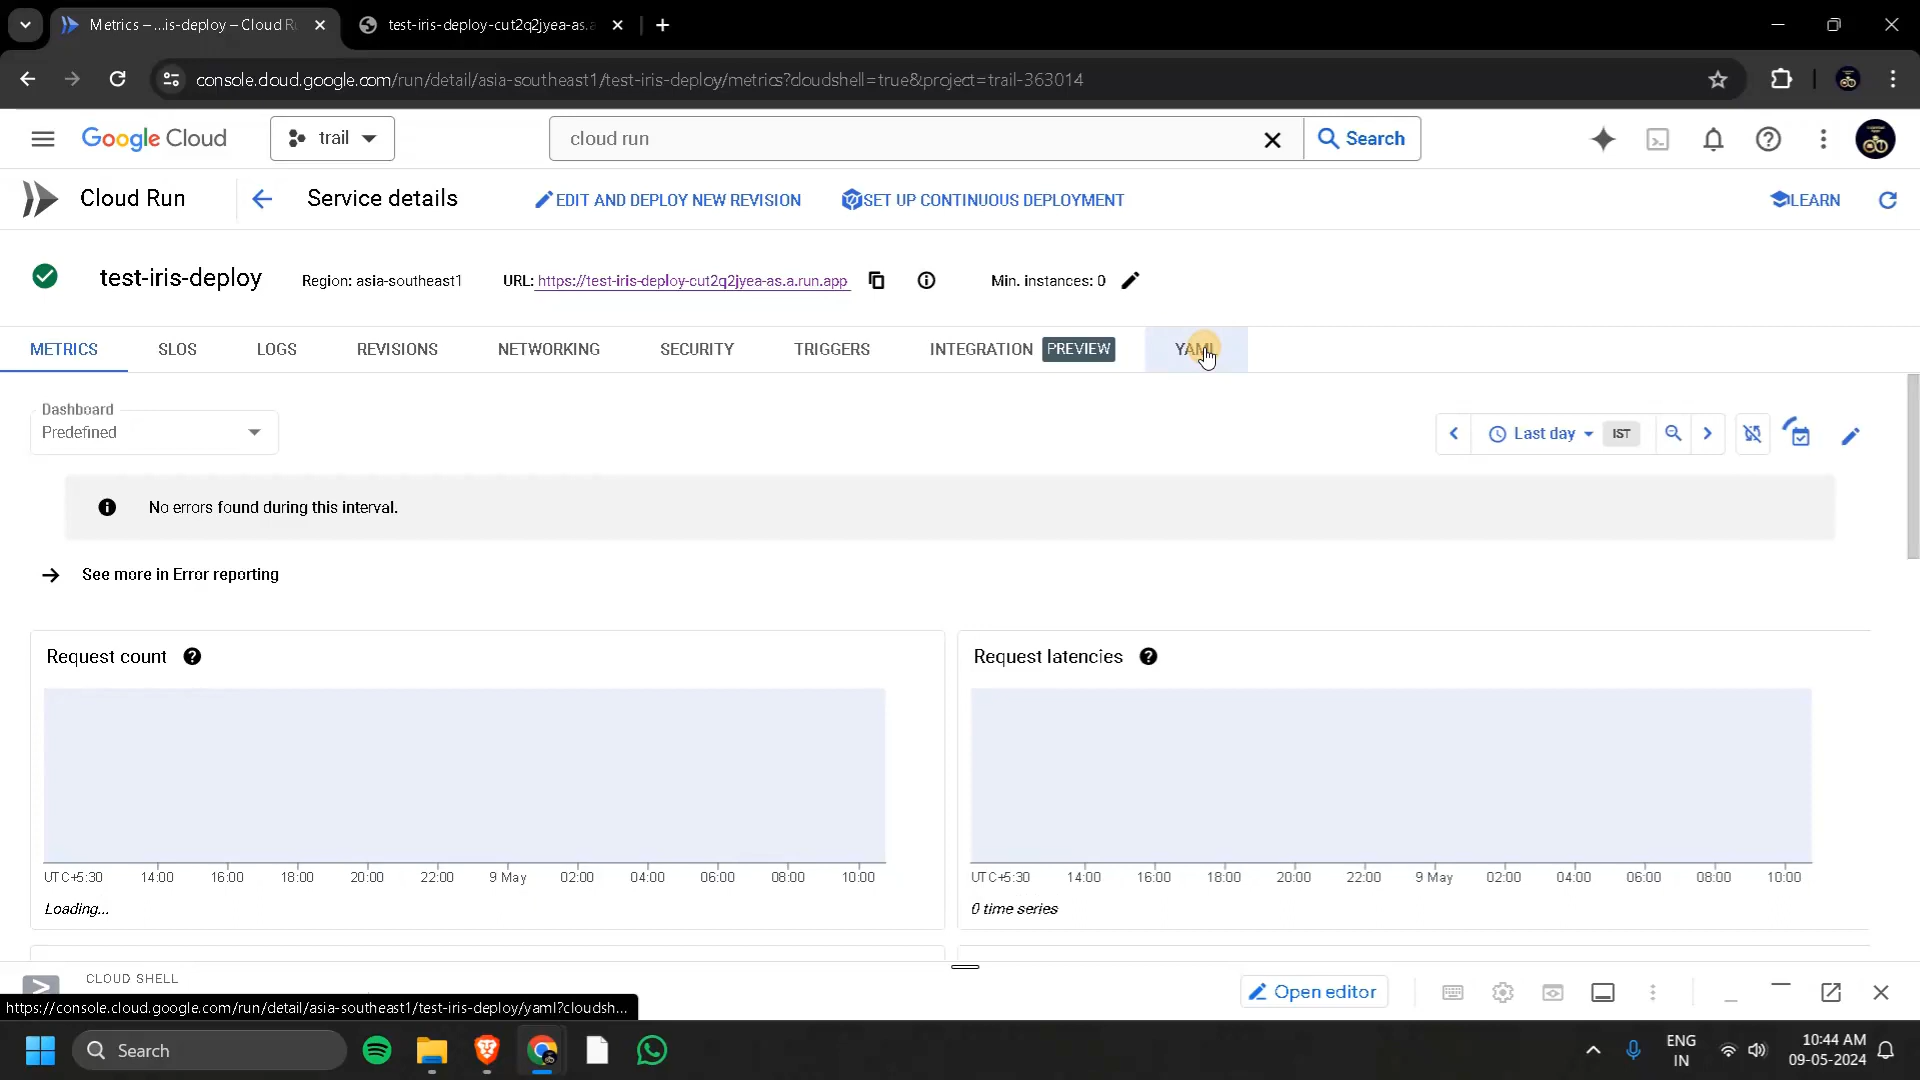 Metrics – ...is-deploy – Cloud Ru
test-iris-deploy-cut2q2jyea-as.a
console.cloud.google.com/run/detail/asia-southeast1/test-iris-deploy/metrics?cloudshell=true&project=trail-363014
Google Cloud
trail
cloud run
Search
Cloud Run
Service details
EDIT AND DEPLOY NEW REVISION
SET UP CONTINUOUS DEPLOYMENT
LEARN
test-iris-deploy
Region: asia-southeast1
URL: https://test-iris-deploy-cut2q2jyea-as.a.run.app
Min. instances: 0
METRICS
SLOS
LOGS
REVISIONS
NETWORKING
SECURITY
TRIGGERS
INTEGRATION PREVIEW
YAML
Dashboard
Predefined
Last day IST
No errors found during this interval.
See more in Error reporting
Request count
Request latencies
UTC+5:30 14:00 16:00 18:00 20:00 22:00 9 May 02:00 04:00 06:00 08:00 10:00
UTC+5:30 14:00 16:00 18:00 20:00 22:00 9 May 02:00 04:00 06:00 08:00 10:00
Loading...
0 time series
CLOUD SHELL
Open editor
https://console.cloud.google.com/run/detail/asia-southeast1/test-iris-deploy/yaml?cloudsh...
Search
ENG
IN
10:44 AM
09-05-2024